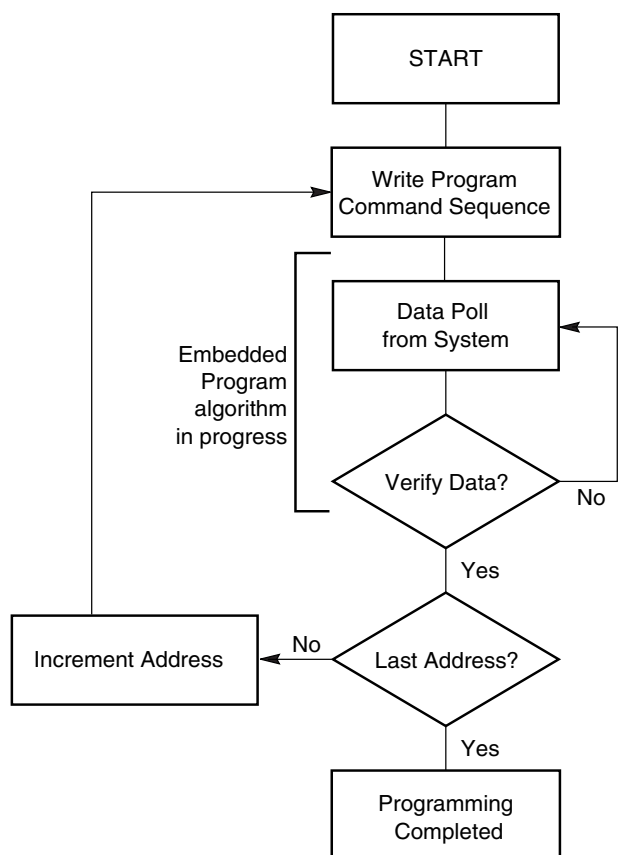 START
Write Program
Command Sequence
Data Poll
from System
Embedded
Program
algorithm
in progress
Verify Data?
No
Yes
Last Address?
No
Increment Address
Yes
Programming
Completed